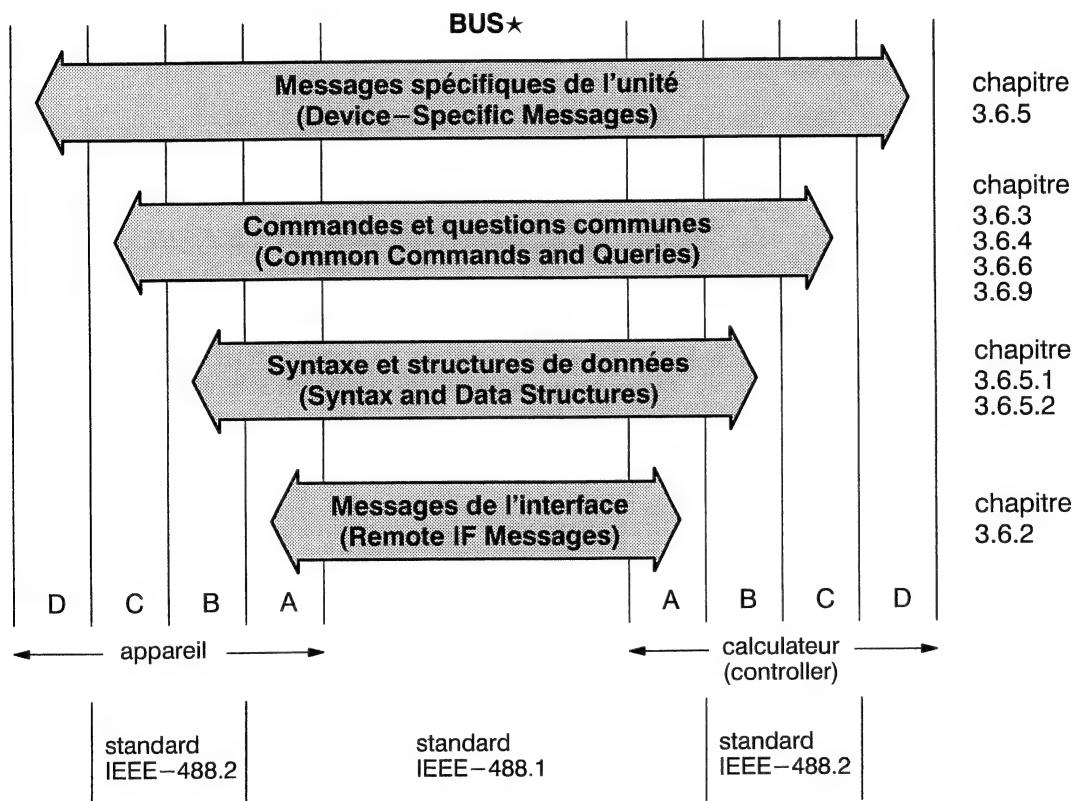 BUS★
Messages spécifiques de l'unité
(Device−Specific Messages)
chapitre
3.6.5
Commandes et questions communes
(Common Commands and Queries)
chapitre
3.6.3
3.6.4
3.6.6
3.6.9
Syntaxe et structures de données
(Syntax and Data Structures)
chapitre
3.6.5.1
3.6.5.2
Messages de l'interface
(Remote IF Messages)
chapitre
3.6.2
D C B A A B C D
appareil
calculateur
(controller)
standard
IEEE−488.2
standard
IEEE−488.1
standard
IEEE−488.2